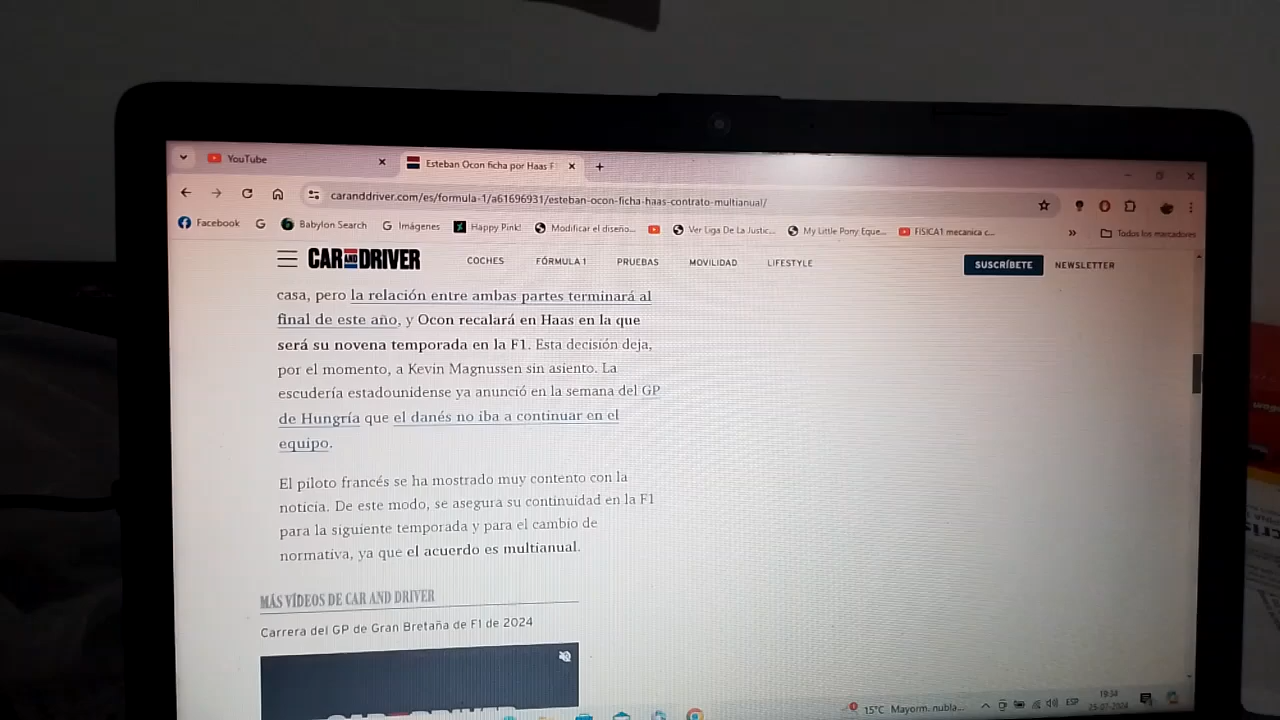 YouTube
Esteban Ocon ficha por Haas F
caranddriver.com/es/formula-1/a61696931/esteban-ocon-ficha-haas-contrato-multianual/
Facebook
Babylon Search
Imágenes
Happy Pink!
Modificar el diseño...
Ver Liga De La Justic...
My Little Pony Eque...
FISICA1 mecanica c...
»
Todos los marcadores
CAR AND DRIVER
COCHES
FÓRMULA 1
PRUEBAS
MOVILIDAD
LIFESTYLE
SUSCRÍBETE
NEWSLETTER
casa, pero la relación entre ambas partes terminará al
final de este año, y Ocon recalará en Haas en la que
será su novena temporada en la F1. Esta decisión deja,
por el momento, a Kevin Magnussen sin asiento. La
escudería estadounidense ya anunció en la semana del GP
de Hungría que el danés no iba a continuar en el
equipo.
El piloto francés se ha mostrado muy contento con la
noticia. De este modo, se asegura su continuidad en la F1
para la siguiente temporada y para el cambio de
normativa, ya que el acuerdo es multianual.
MÁS VÍDEOS DE CAR AND DRIVER
Carrera del GP de Gran Bretaña de F1 de 2024
15°C Mayorm. nubla...
ESP
19:34
25-07-2024